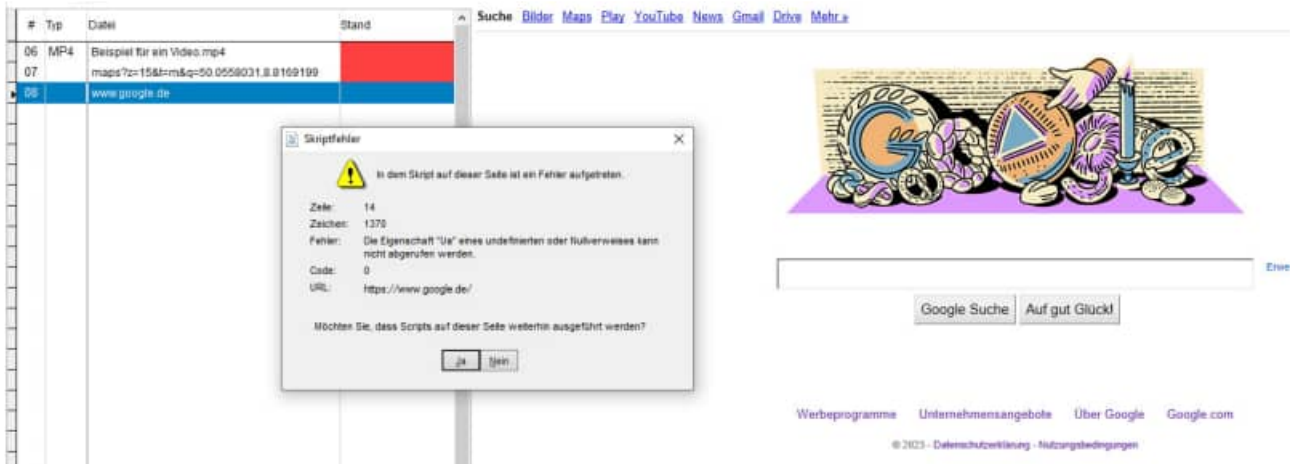 # Typ Datei Stand
06 MP4 Beispiel für ein Video.mp4
07 maps?z=15&t=m&q=50.0558031,8.8169199
08 www.google.de
Suche Bilder Maps Play YouTube News Gmail Drive Mehr »
Google
Skriptfehler
In dem Skript auf dieser Seite ist ein Fehler aufgetreten.
Zeile: 14
Zeichen: 1370
Fehler: Die Eigenschaft "Ua" eines undefinierten oder Nullverweises kann
nicht abgerufen werden.
Code: 0
URL: https://www.google.de/
Möchten Sie, dass Scripts auf dieser Seite weiterhin ausgeführt werden?
Ja Nein
Erwe
Google Suche Auf gut Glück!
Werbeprogramme Unternehmensangebote Über Google Google.com
© 2023 - Datenschutzerklärung - Nutzungsbedingungen